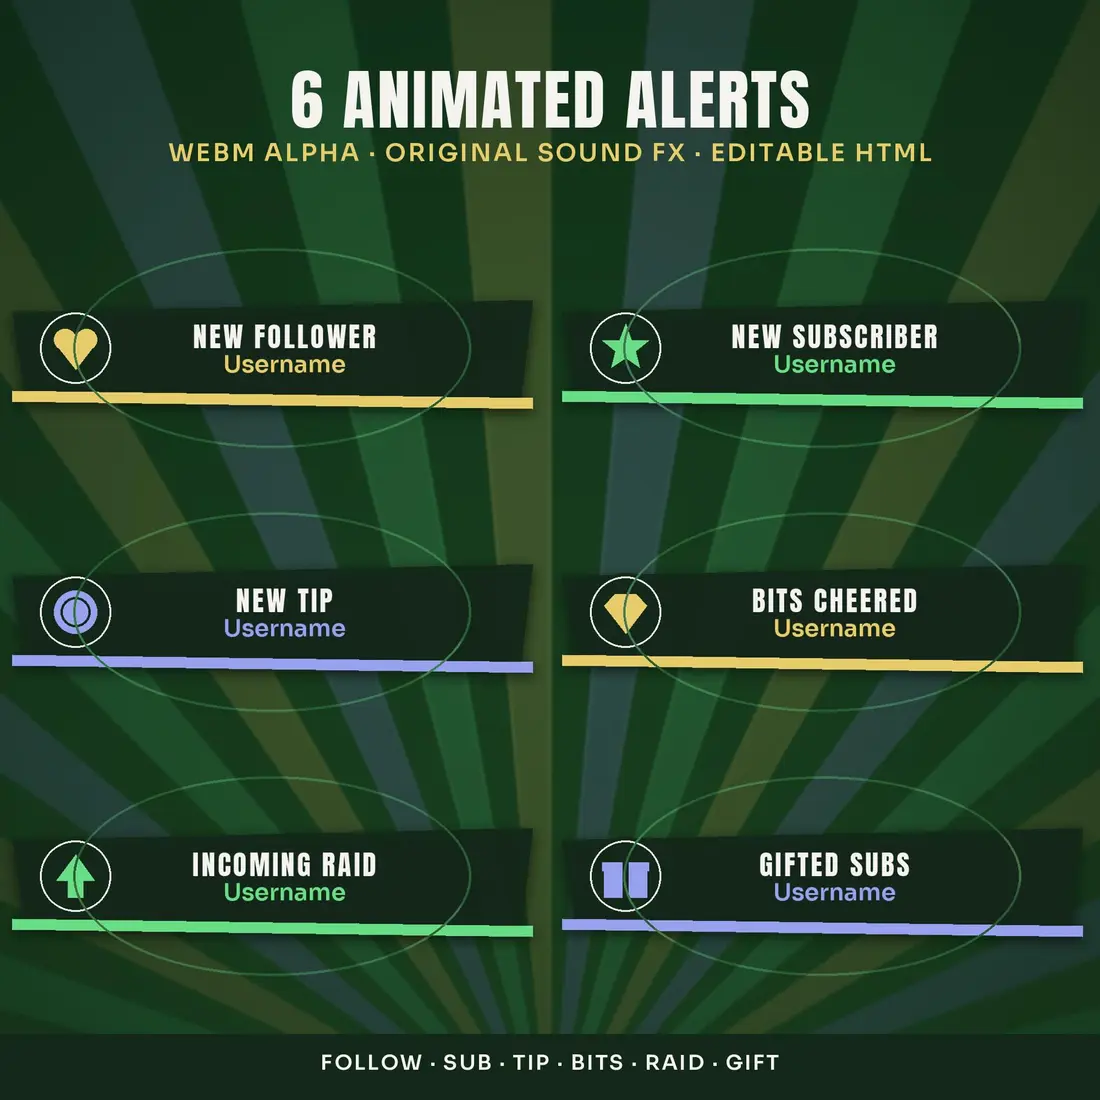 6 ANIMATED ALERTS
WEBM ALPHA · ORIGINAL SOUND FX · EDITABLE HTML
NEW FOLLOWER
Username
NEW SUBSCRIBER
Username
NEW TIP
Username
BITS CHEERED
Username
INCOMING RAID
Username
GIFTED SUBS
Username
FOLLOW · SUB · TIP · BITS · RAID · GIFT